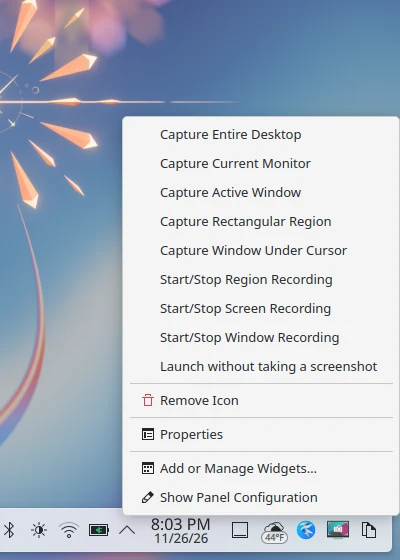 Capture Entire Desktop
Capture Current Monitor
Capture Active Window
Capture Rectangular Region
Capture Window Under Cursor
Start/Stop Region Recording
Start/Stop Screen Recording
Start/Stop Window Recording
Launch without taking a screenshot
Remove Icon
Properties
Add or Manage Widgets...
Show Panel Configuration
8:03 PM
11/26/26
44°F